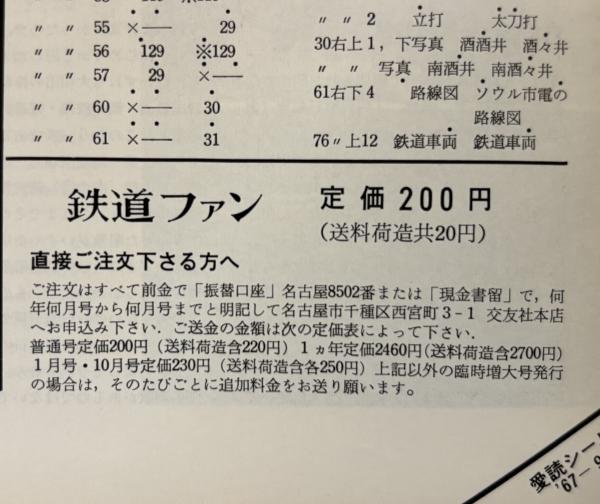 〃 〃 55 ×── 29
〃 〃 56 129 ※129
〃 〃 57 29 ×──
〃 〃 60 ×── 30
〃 〃 61 ×── 31
〃 〃 2 立打 太刀打
30右上1，下写真 酒酒井 酒々井
〃 〃 写真 南酒井 南酒々井
61右下4 路線図 ソウル市電の
路線図
76〃上12 鉄道車両 鉄道車両
鉄道ファン
定価200円
(送料荷造共20円)
直接ご注文下さる方へ
ご注文はすべて前金で「振替口座」名古屋8502番または「現金書留」で，何
年何月号から何月号までと明記して名古屋市千種区西宮町3-1 交友社本店
へお申込み下さい．ご送金の金額は次の定価表によって下さい．
普通号定価200円（送料荷造含220円）1ヵ年定価2460円(送料荷造含2700円)
1月号・10月号定価230円（送料荷造含各250円）上記以外の臨時増大号発行
の場合は，そのたびごとに追加料金をお送り願います。
愛読シート
'67-9